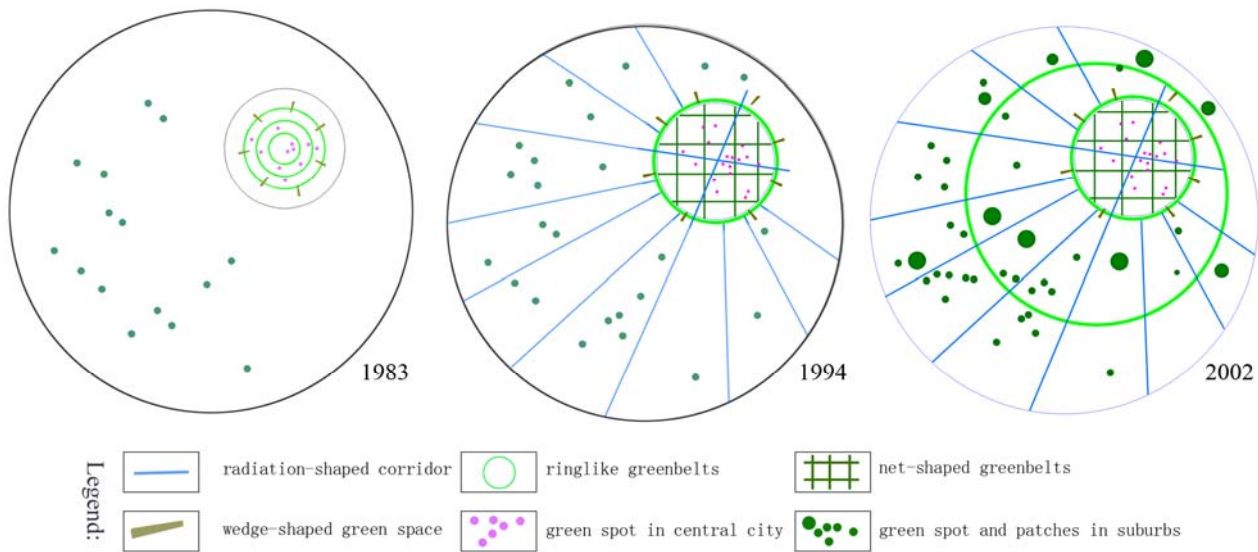 1983
1994
2002
Legend:
radiation-shaped corridor
ringlike greenbelts
net-shaped greenbelts
wedge-shaped green space
green spot in central city
green spot and patches in suburbs